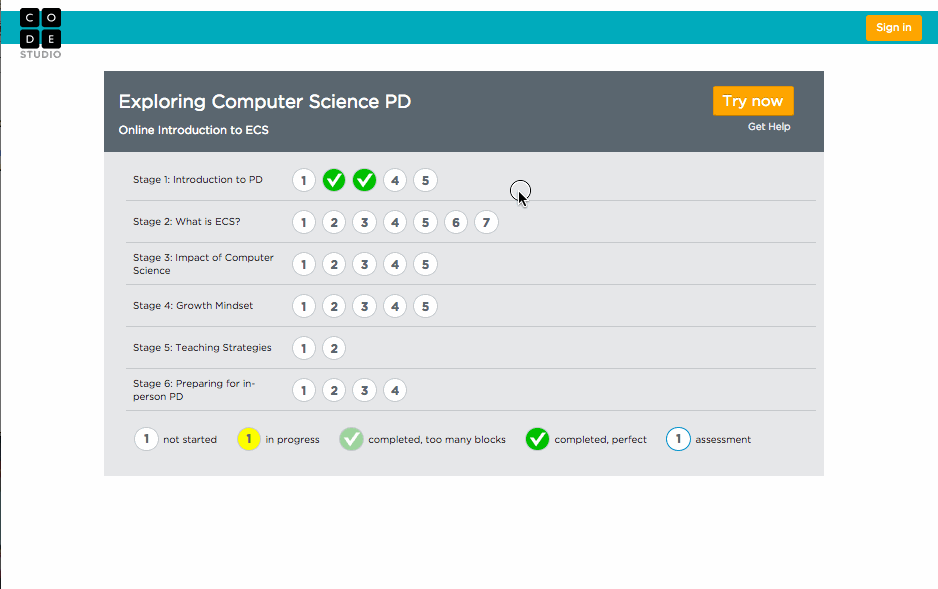 C O
D E
STUDIO
Sign in
Exploring Computer Science PD
Try now
Online Introduction to ECS
Get Help
Stage 1: Introduction to PD 1 4 5
Stage 2: What is ECS? 1 2 3 4 5 6 7
Stage 3: Impact of Computer
Science
1 2 3 4 5
Stage 4: Growth Mindset 1 2 3 4 5
Stage 5: Teaching Strategies 1 2
Stage 6: Preparing for in-
person PD
1 2 3 4
1 not started 1 in progress completed, too many blocks completed, perfect 1 assessment